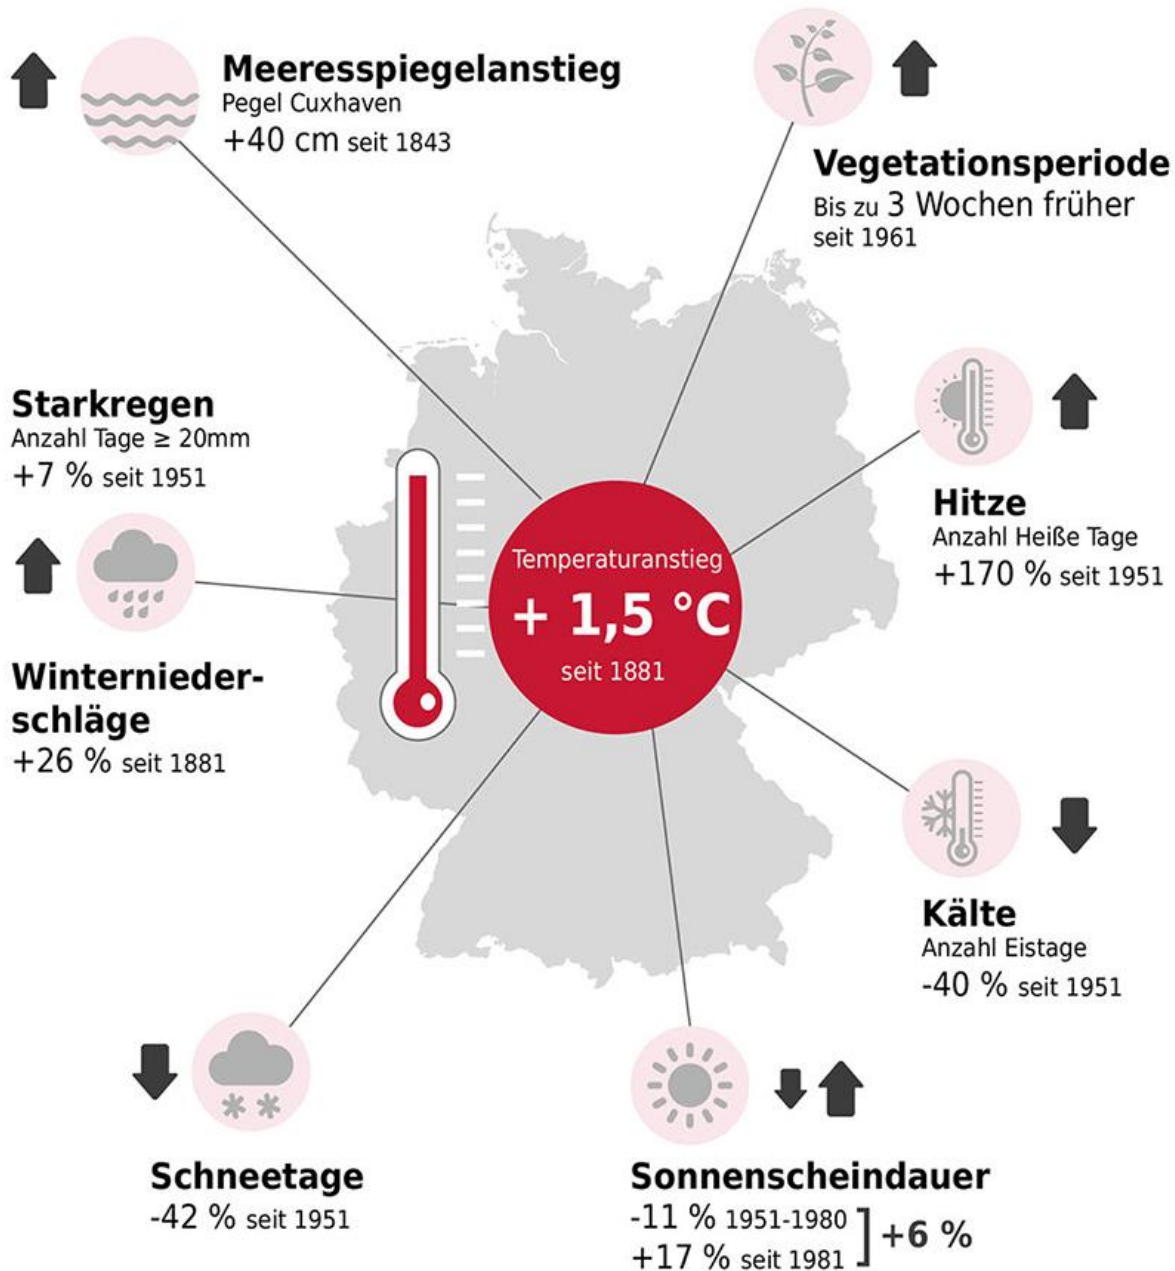 Meeresspiegelanstieg
Pegel Cuxhaven
+40 cm seit 1843
Vegetationsperiode
Bis zu 3 Wochen früher
seit 1961
Starkregen
Anzahl Tage ≥ 20mm
+7 % seit 1951
Winternieder-
schläge
+26 % seit 1881
Temperaturanstieg
+ 1,5 °C
seit 1881
Hitze
Anzahl Heiße Tage
+170 % seit 1951
Kälte
Anzahl Eistage
-40 % seit 1951
Schneetage
-42 % seit 1951
Sonnenscheindauer
-11 % 1951-1980
+17 % seit 1981
+6 %